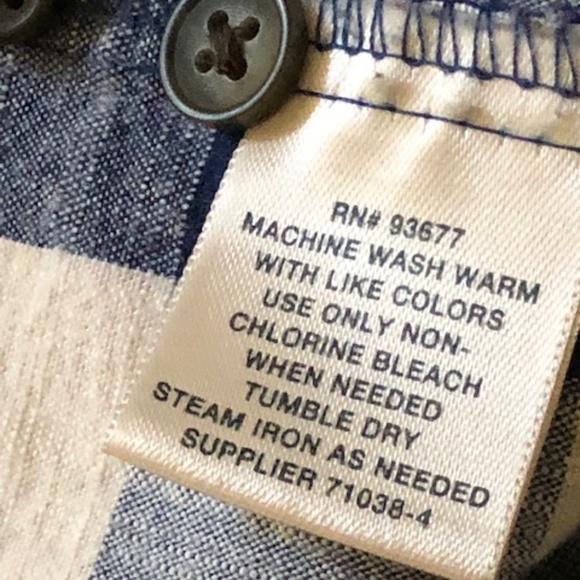 RN# 93677
MACHINE WASH WARM
WITH LIKE COLORS
USE ONLY NON-
CHLORINE BLEACH
WHEN NEEDED
TUMBLE DRY
STEAM IRON AS NEEDED
SUPPLIER 71038-4